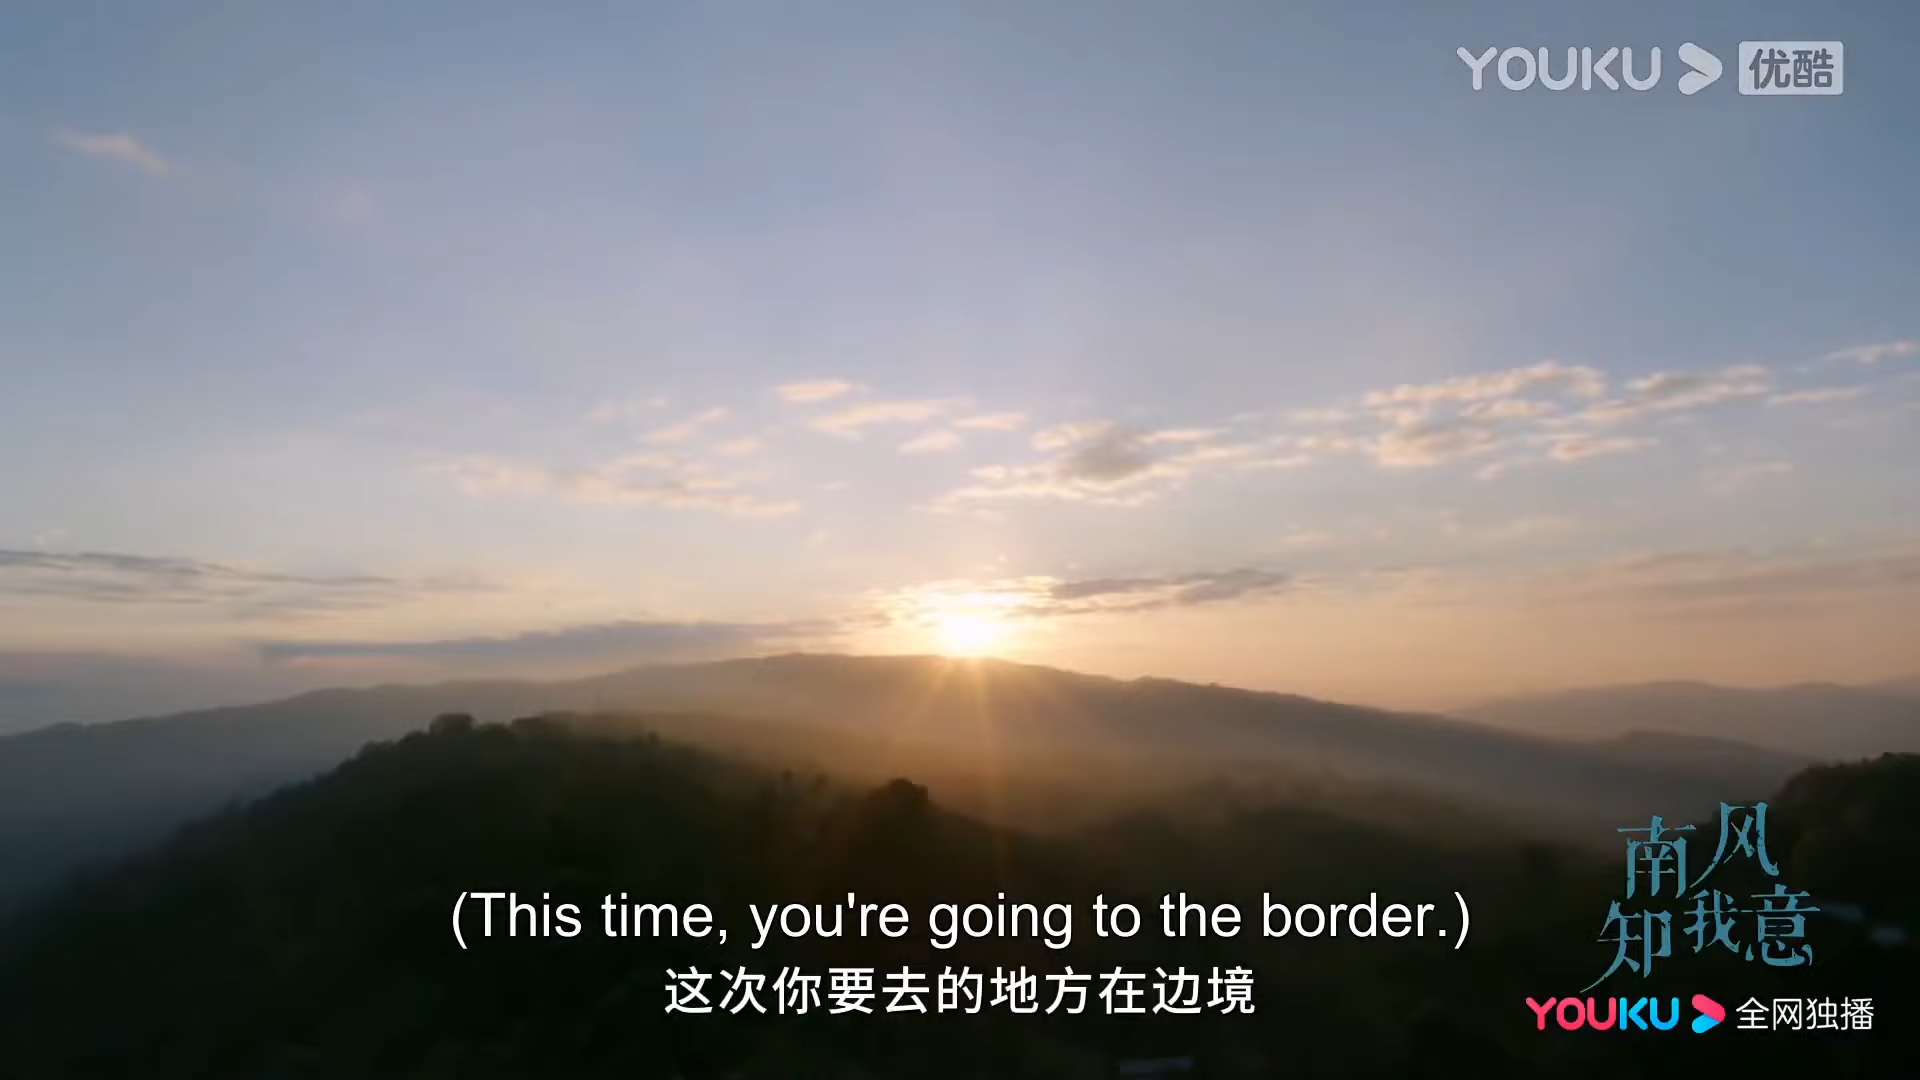 YOUKU 优酷
(This time, you're going to the border.)
这次你要去的地方在边境
南风
知我意
YOUKU 全网独播